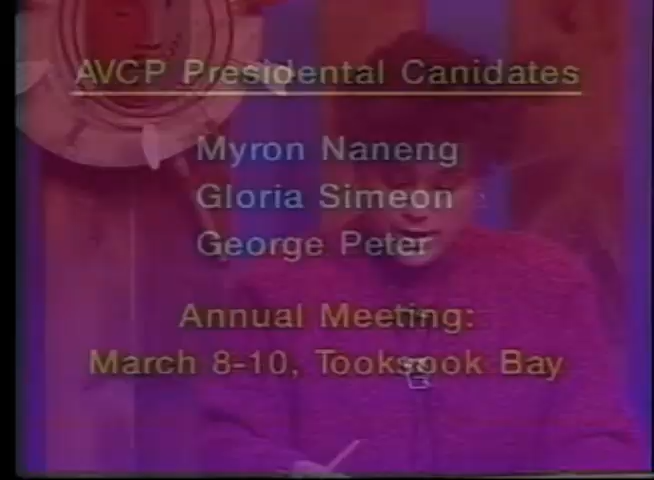 AVCP Presidental Canidates
Myron Naneng
Gloria Simeon
George Peter
Annual Meeting:
March 8-10, Tooksook Bay